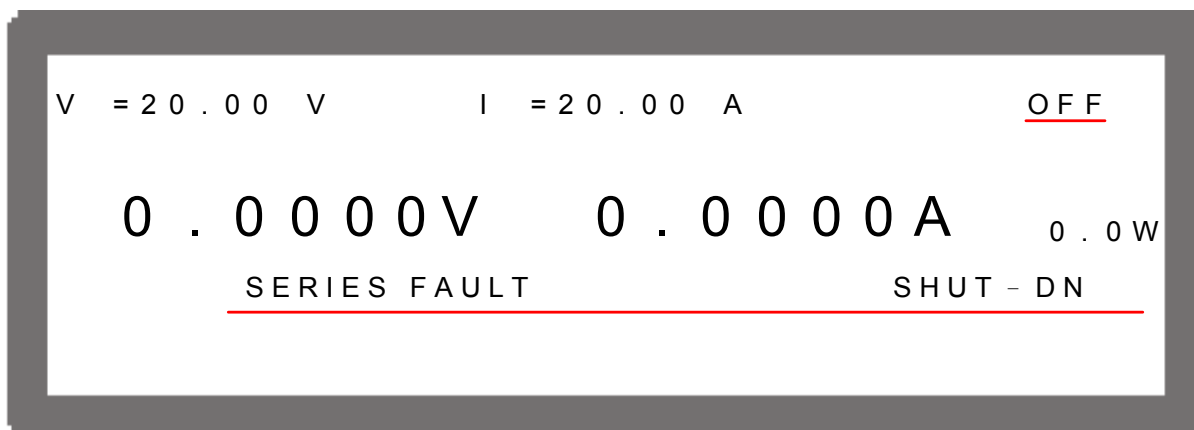 V =20.00 V I =20.00 A OFF
0.0000V 0.0000A 0.0W
SERIES FAULT SHUT-DN